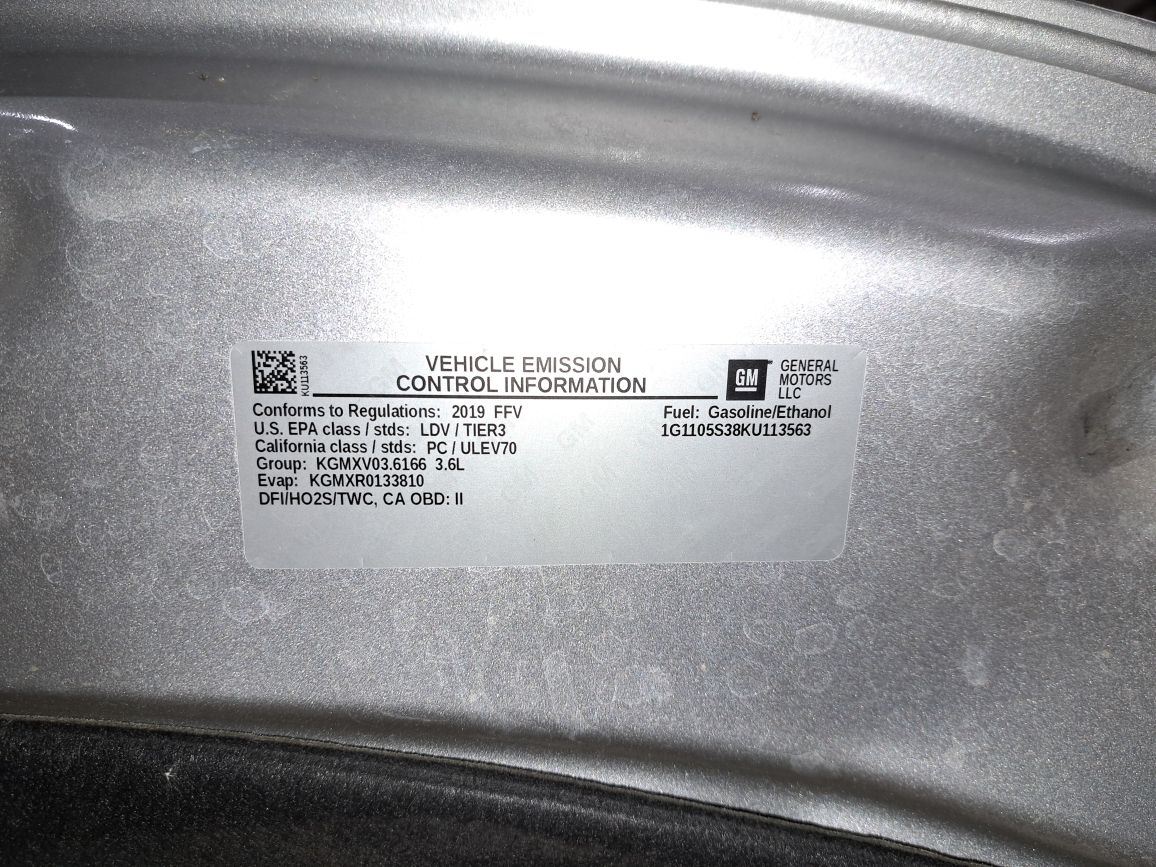 KU113563
VEHICLE EMISSION
CONTROL INFORMATION
GM
GENERAL
MOTORS
LLC
Conforms to Regulations: 2019 FFV
U.S. EPA class / stds: LDV / TIER3
California class / stds: PC / ULEV70
Group: KGMXV03.6166 3.6L
Evap: KGMXR0133810
DFI/HO2S/TWC, CA OBD: II
Fuel: Gasoline/Ethanol
1G1105S38KU113563